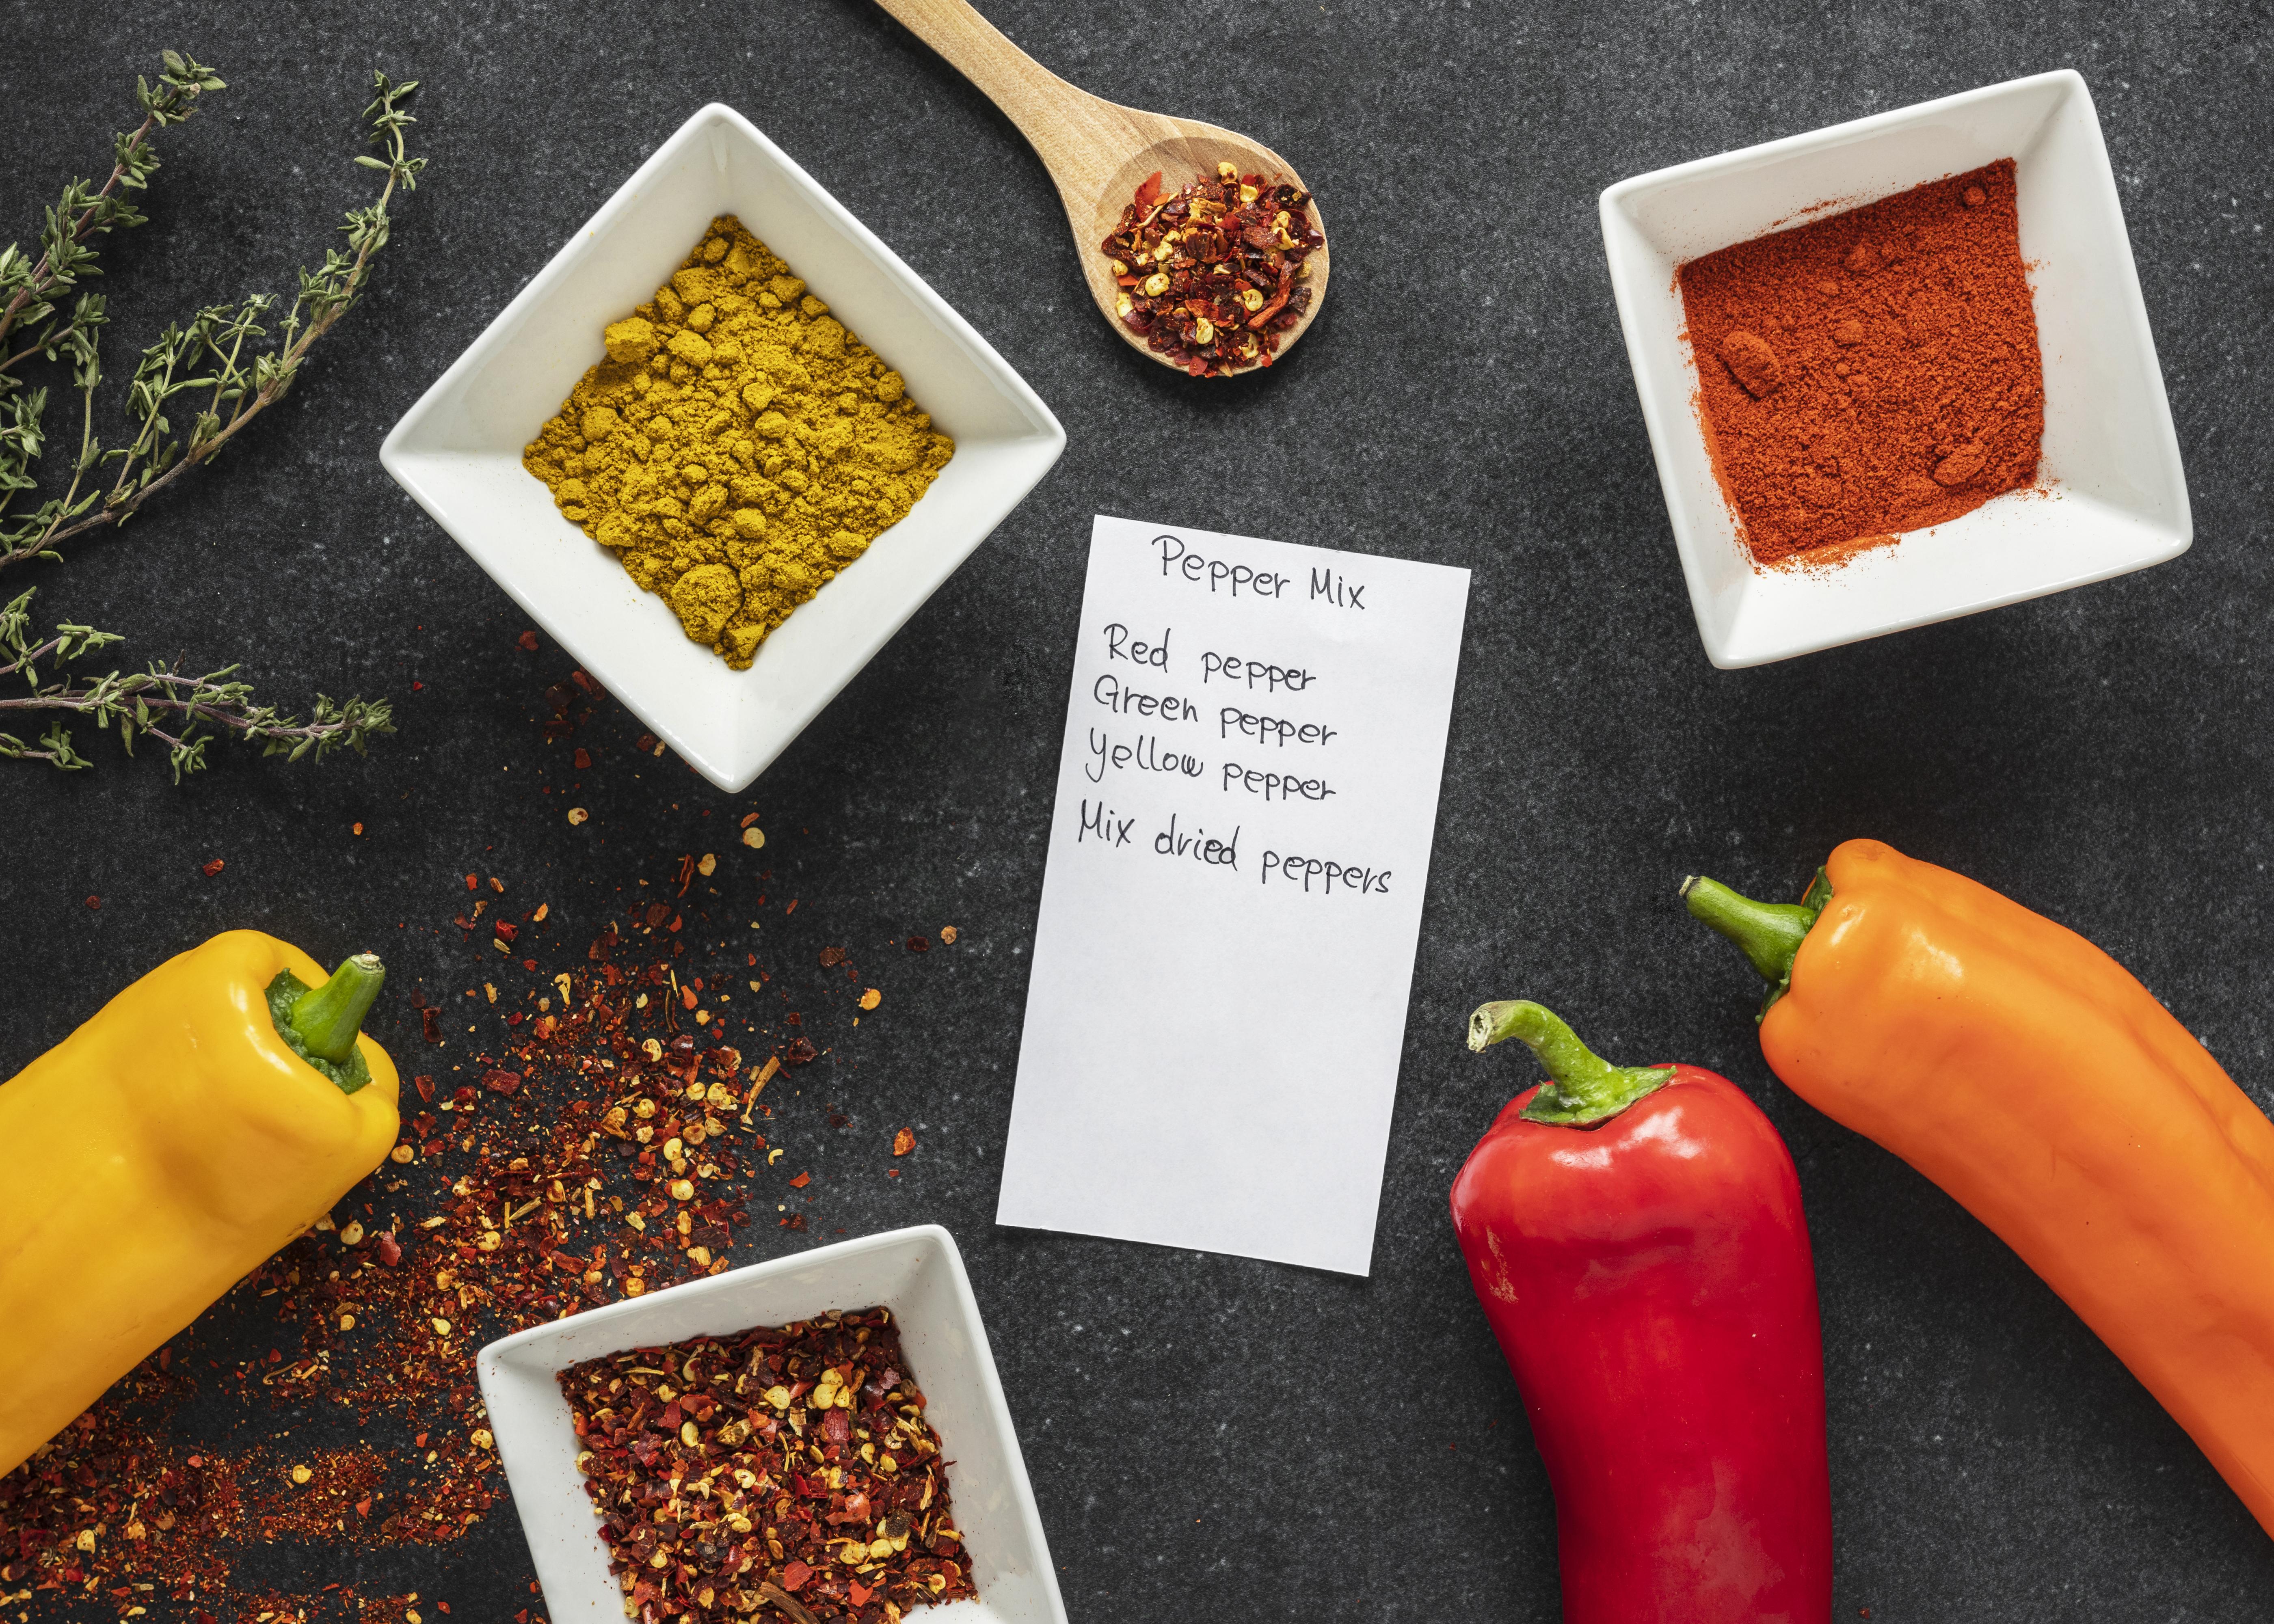 Pepper Mix
Red pepper
Green pepper
Yellow pepper
Mix dried peppers